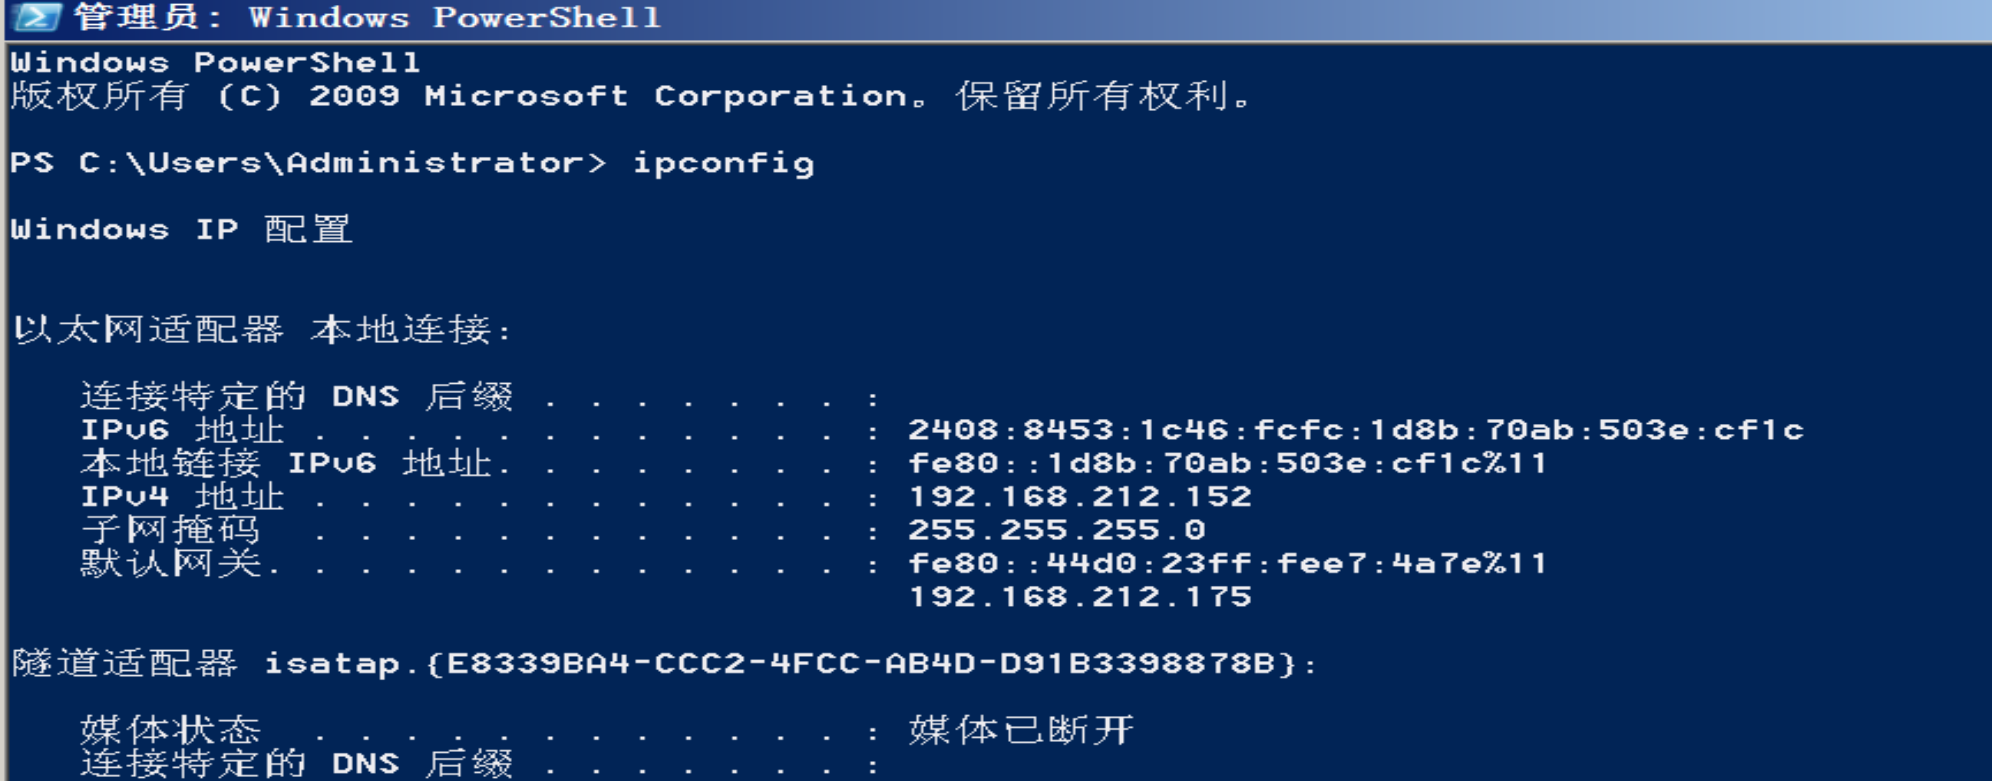 管理员: Windows PowerShell
Windows PowerShell
版权所有 (C) 2009 Microsoft Corporation。保留所有权利。
PS C:\Users\Administrator> ipconfig
Windows IP 配置
以太网适配器 本地连接:
连接特定的 DNS 后缀 . . . . . . . :
IPv6 地址 . . . . . . . . . . . . : 2408:8453:1c46:fcfc:1d8b:70ab:503e:cf1c
本地链接 IPv6 地址. . . . . . . . : fe80::1d8b:70ab:503e:cf1c%11
IPv4 地址 . . . . . . . . . . . . : 192.168.212.152
子网掩码  . . . . . . . . . . . . : 255.255.255.0
默认网关. . . . . . . . . . . . . : fe80::44d0:23ff:fee7:4a7e%11
192.168.212.175
隧道适配器 isatap.{E8339BA4-CCC2-4FCC-AB4D-D91B3398878B}:
媒体状态  . . . . . . . . . . . . : 媒体已断开
连接特定的 DNS 后缀 . . . . . . . :